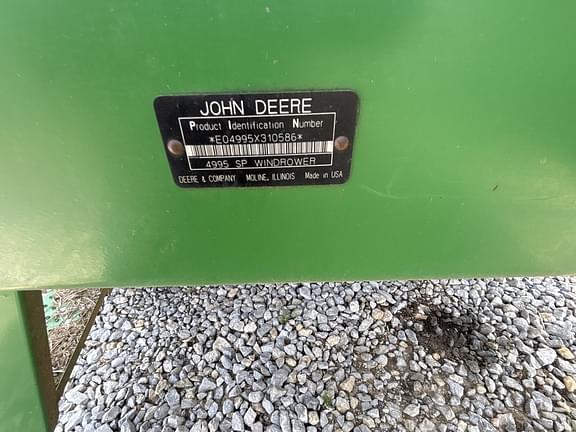 JOHN DEERE
Product Identification Number
*E04995X310586*
4995 SP WINDROWER
DEERE & COMPANY MOLINE, ILLINOIS Made in USA